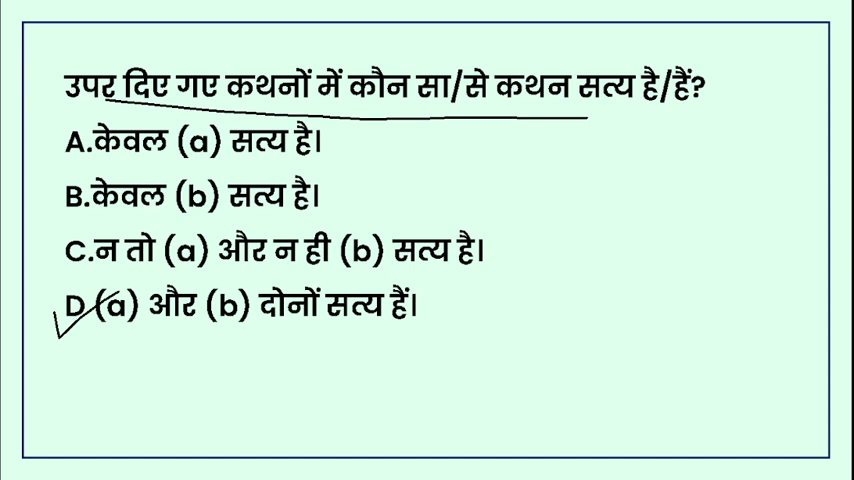 उपर दिए गए कथनों में कौन सा/से कथन सत्य है/हैं?
A.केवल (a) सत्य है।
B.केवल (b) सत्य है।
C.न तो (a) और न ही (b) सत्य है।
D (a) और (b) दोनों सत्य हैं।